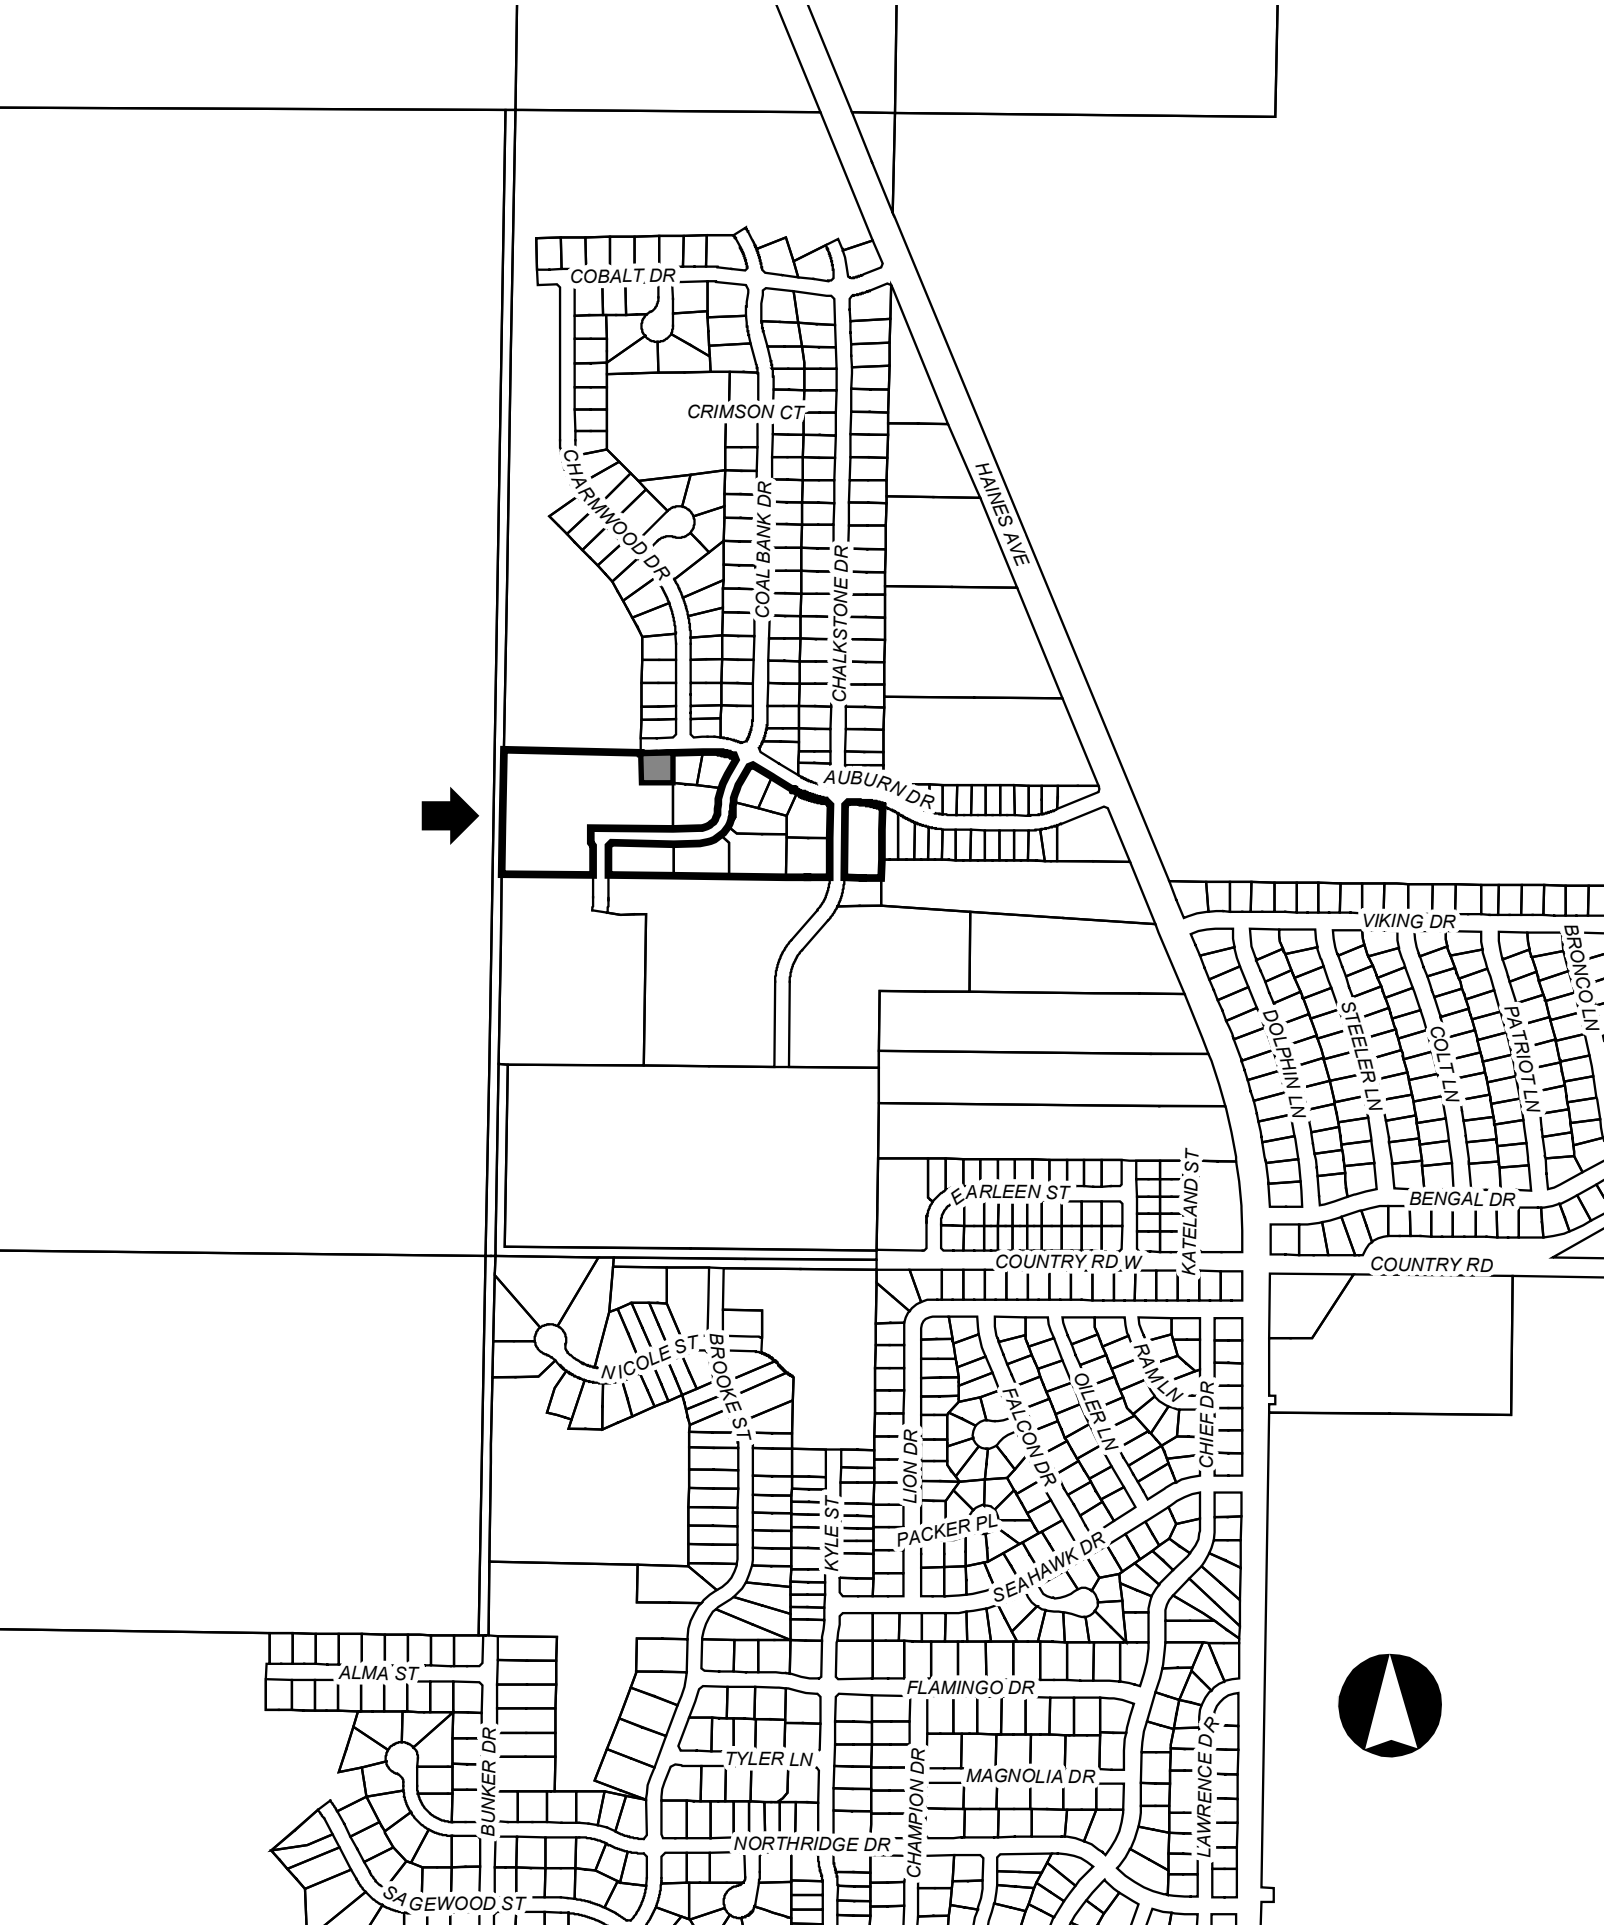 COBALT DR
CRIMSON CT
CHARMWOOD DR
COAL BANK DR
CHALKSTONE DR
HAINES AVE
AUBURN DR
VIKING DR
BRONCO LN
DOLPHIN LN
STEELER LN
COLT LN
PATRIOT LN
EARLEEN ST
KATELAND ST
BENGAL DR
COUNTRY RD W
COUNTRY RD
NICOLE ST
BROOKE ST
RAM LN
OILER LN
FALCON DR
CHIEF DR
LION DR
KYLE ST
PACKER PL
SEAHAWK DR
ALMA ST
FLAMINGO DR
BUNKER DR
TYLER LN
CHAMPION DR
MAGNOLIA DR
LAWRENCE DR
NORTHRIDGE DR
SAGEWOOD ST